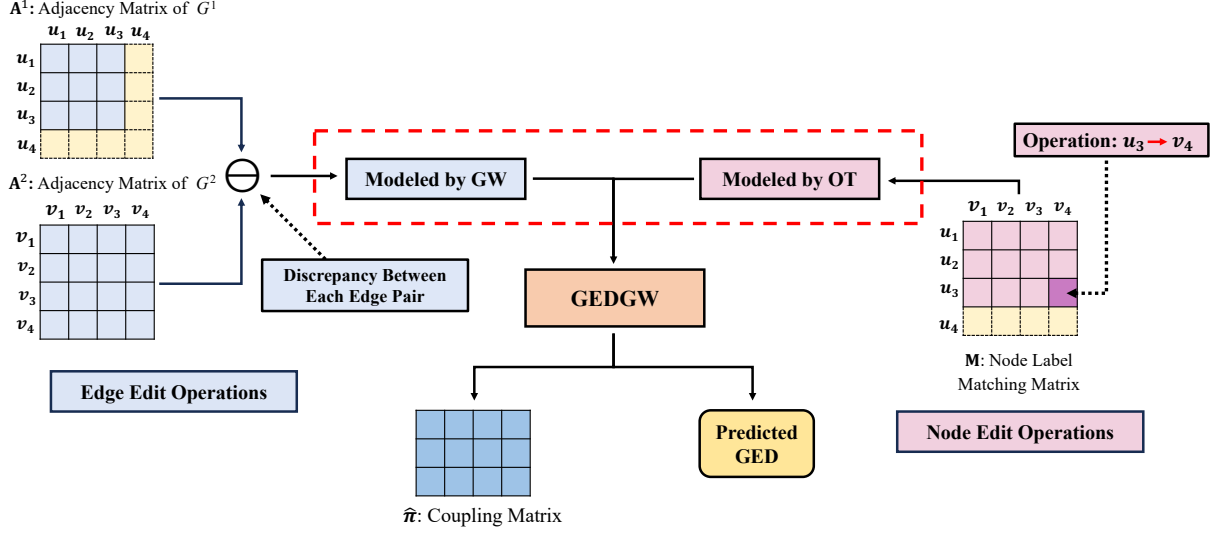 A¹: Adjacency Matrix of G¹
u₁ u₂ u₃ u₄
u₁
u₂
u₃
u₄
A²: Adjacency Matrix of G²
v₁ v₂ v₃ v₄
v₁
v₂
v₃
v₄
Edge Edit Operations
Discrepancy Between
Each Edge Pair
Modeled by GW
Modeled by OT
GEDGW
π̂: Coupling Matrix
Predicted
GED
Operation: u₃ → v₄
v₁ v₂ v₃ v₄
u₁
u₂
u₃
u₄
M: Node Label
Matching Matrix
Node Edit Operations